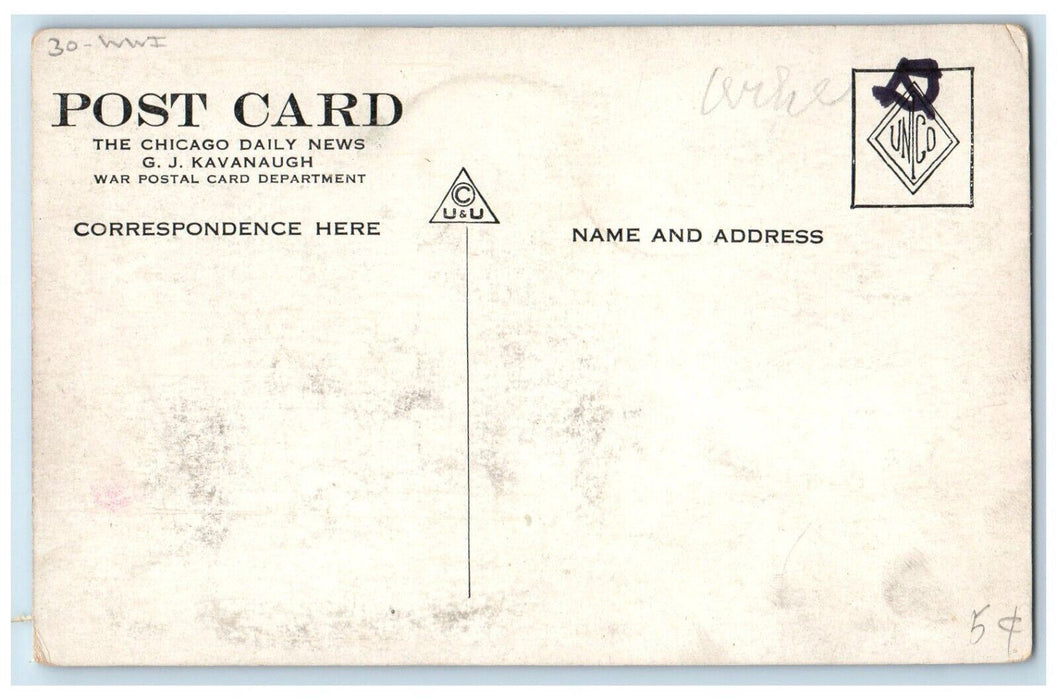 30-WWI
POST CARD
THE CHICAGO DAILY NEWS
G. J. KAVANAUGH
WAR POSTAL CARD DEPARTMENT
CORRESPONDENCE HERE
©
U&U
UNCO
NAME AND ADDRESS
5¢